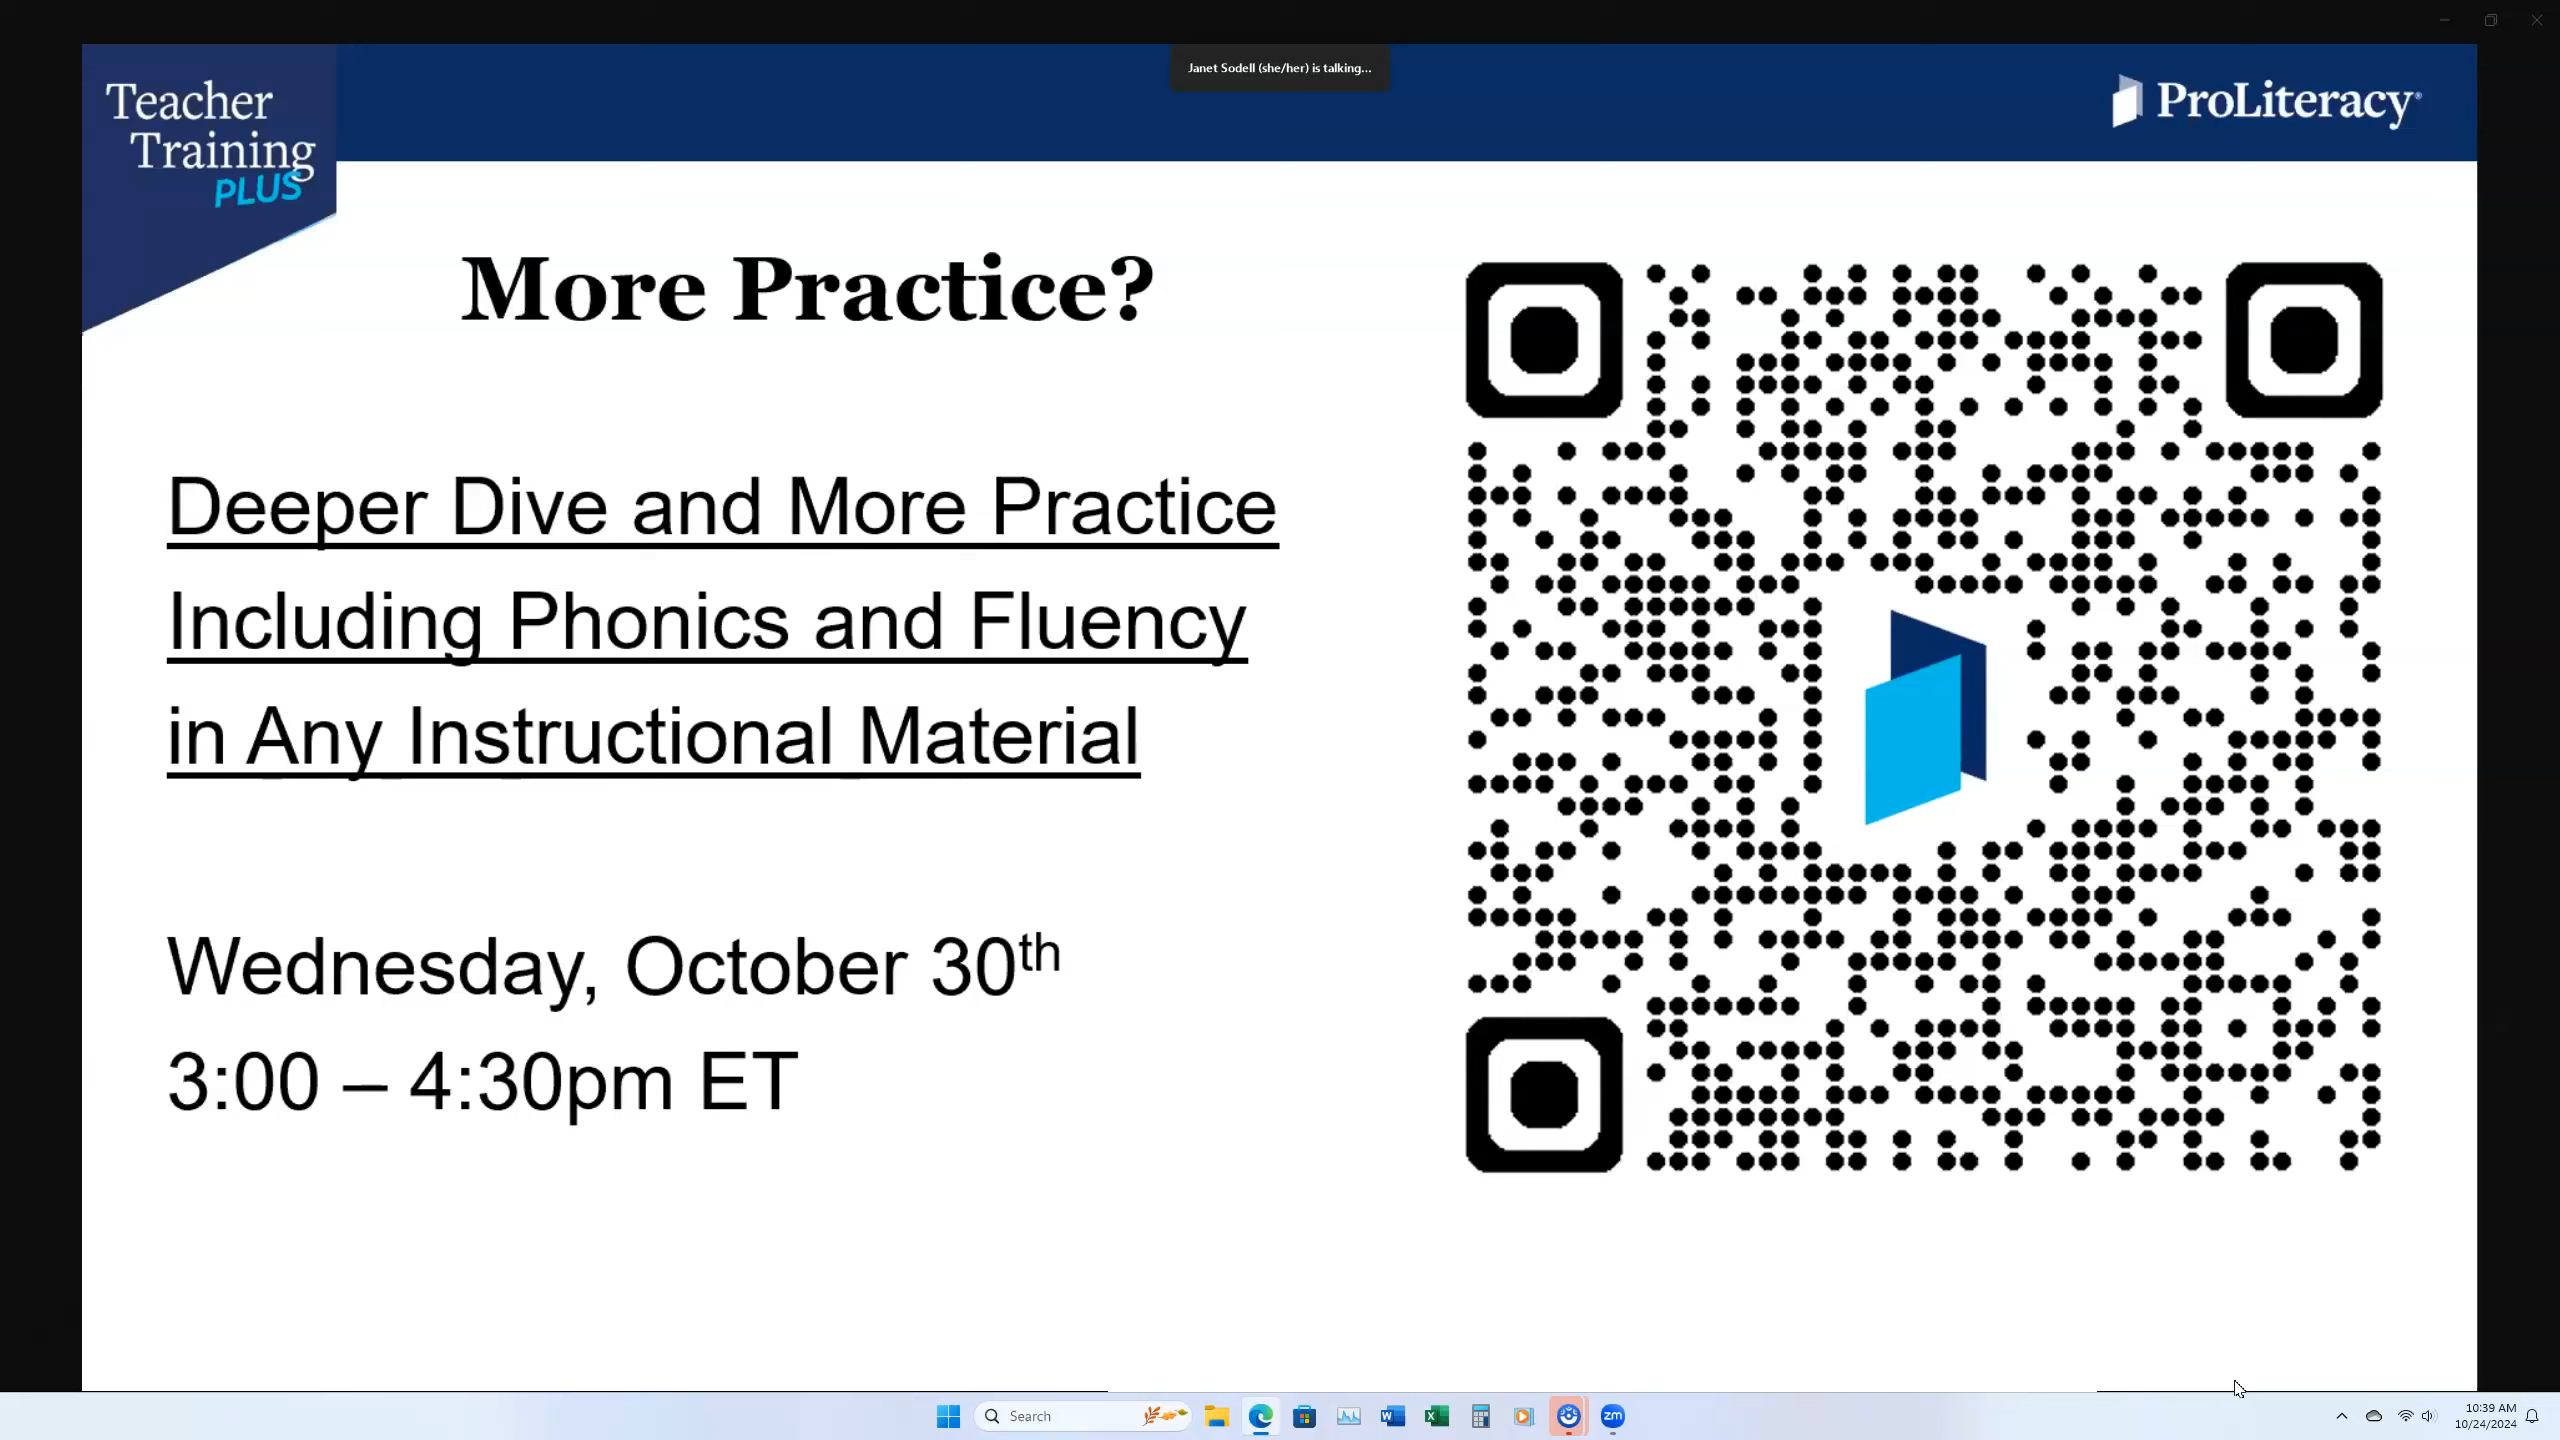 Janet Sodell (she/her) is talking...
Teacher
Training
PLUS
ProLiteracy®
More Practice?
Deeper Dive and More Practice
Including Phonics and Fluency
in Any Instructional Material
Wednesday, October 30th
3:00 – 4:30pm ET
Search
zm
10:39 AM
10/24/2024